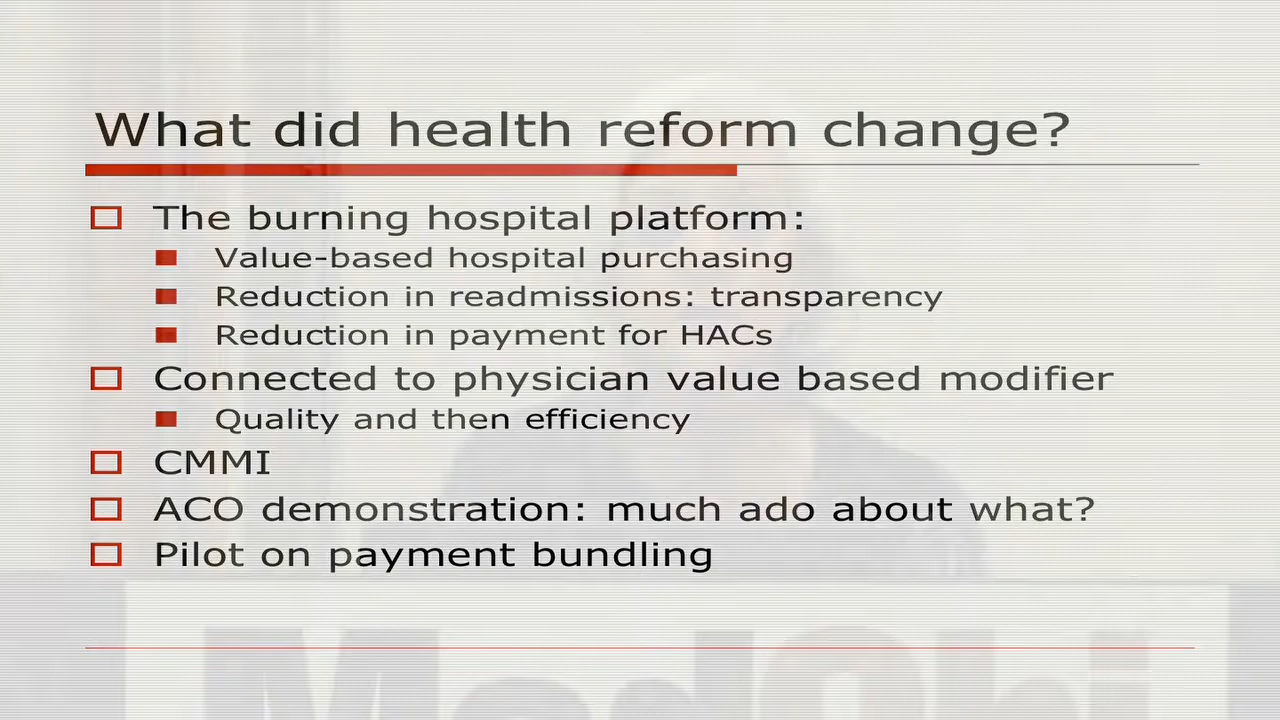 What did health reform change?
The burning hospital platform:
Value-based hospital purchasing
Reduction in readmissions: transparency
Reduction in payment for HACs
Connected to physician value based modifier
Quality and then efficiency
CMMI
ACO demonstration: much ado about what?
Pilot on payment bundling